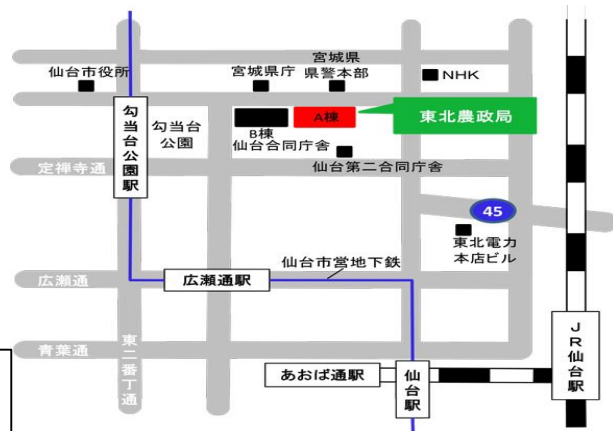 宮城県
県警本部
仙台市役所
宮城県庁
NHK
勾当台
公園駅
勾当台
公園
A棟
東北農政局
B棟
仙台合同庁舎
仙台第二合同庁舎
定禅寺通
45
東北電力
本店ビル
仙台市営地下鉄
広瀬通
広瀬通駅
青葉通
東二番丁通
あおば通駅
仙台駅
JR仙台駅